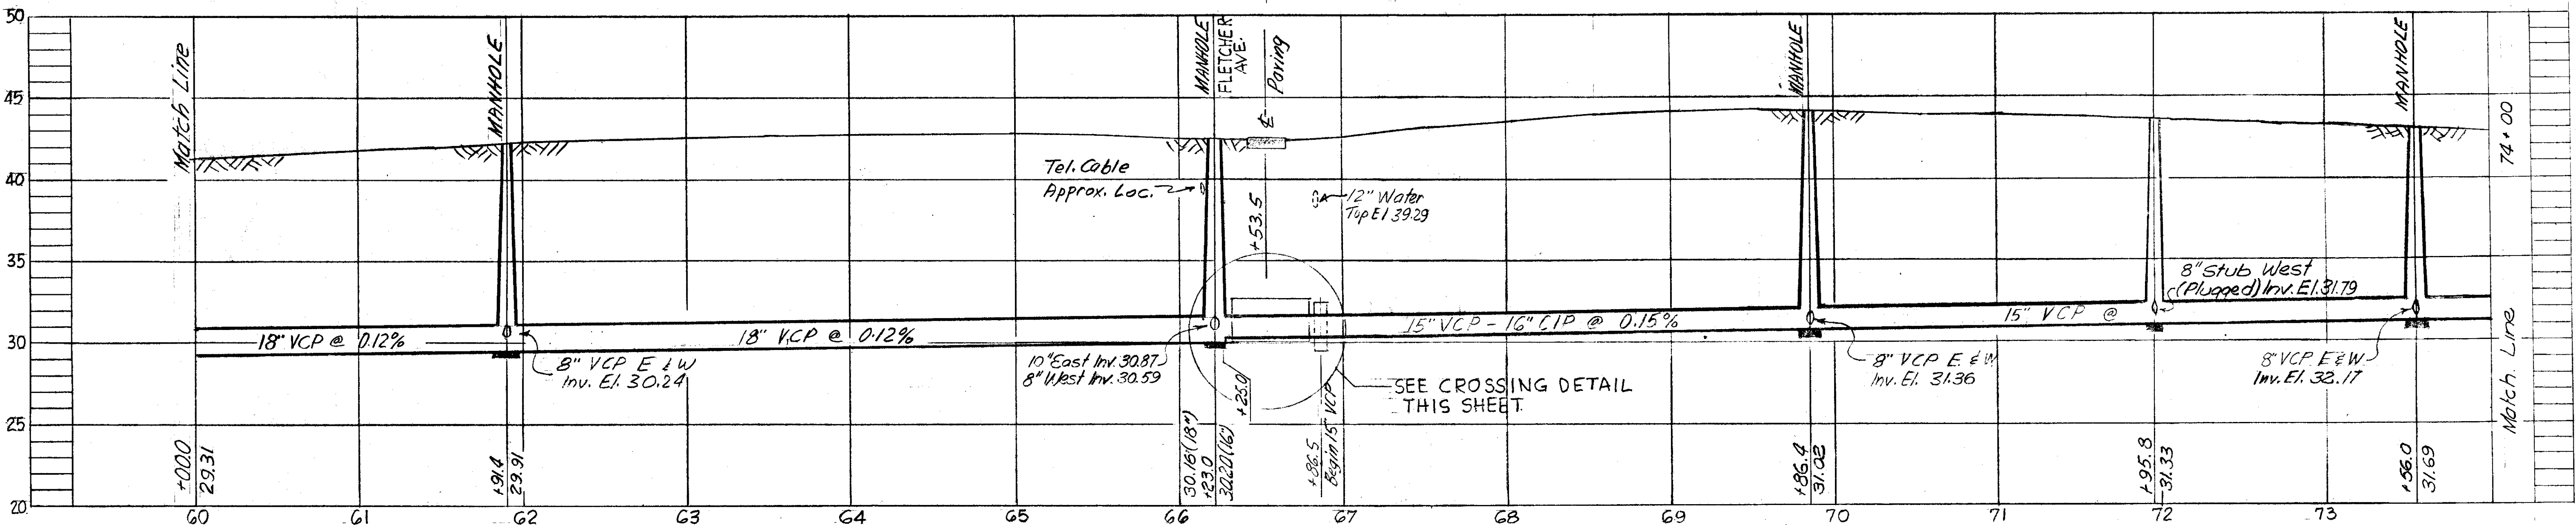 50
45
40
35
30
25
20
Match Line
MANHOLE
MANHOLE
FLETCHER
AVE.
℄ Paving
MANHOLE
MANHOLE
74+00
Match Line
Tel. Cable
Approx. Loc.
+53.5
12" Water
Top El 39.29
8" Stub West
(Plugged) Inv. El. 31.79
18" VCP @ 0.12%
18" VCP @ 0.12%
15" VCP - 16" CIP @ 0.15%
15" VCP @
8" VCP E & W
Inv. El. 30.24
10" East Inv. 30.87
8" West Inv. 30.59
SEE CROSSING DETAIL
THIS SHEET
8" VCP E & W
Inv. El. 31.36
8" VCP E & W
Inv. El. 32.17
+00.0
29.31
+91.4
29.91
30.16 (18")
+23.0
30.20 (16")
+25.0
+86.5
Begin 15" VCP
+86.4
31.02
+95.8
31.33
+56.0
31.69
60 61 62 63 64 65 66 67 68 69 70 71 72 73